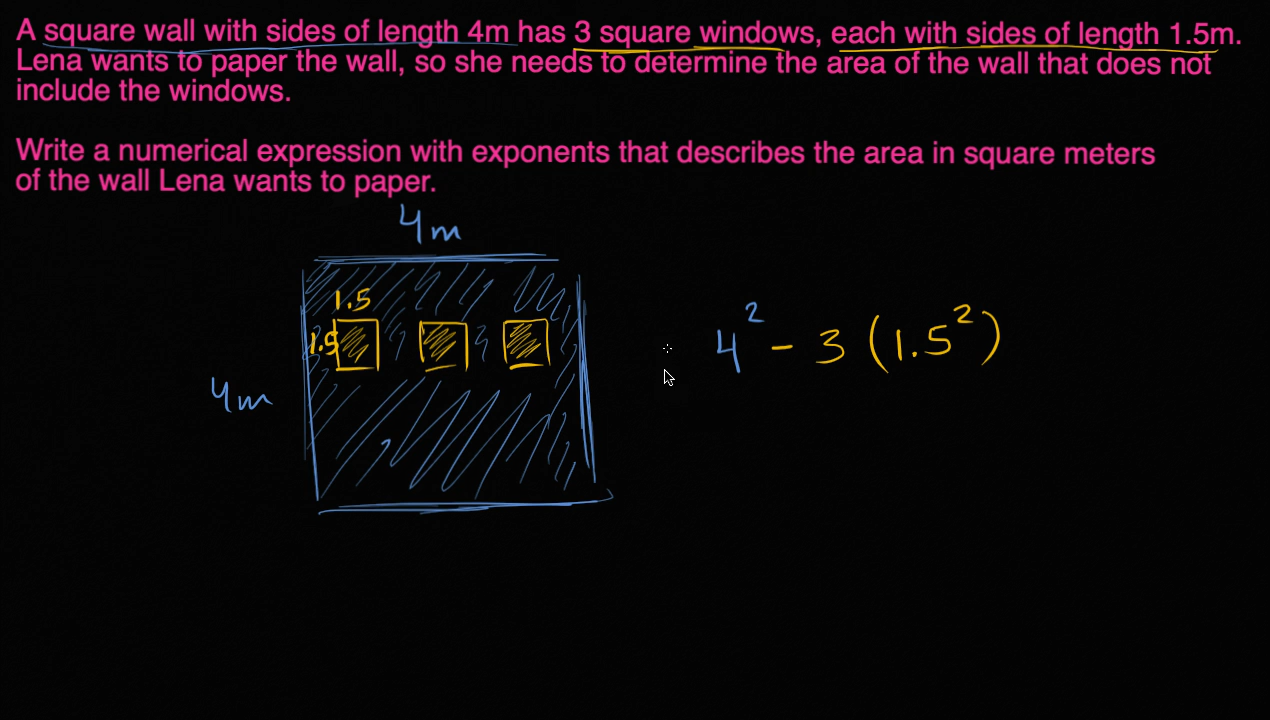 A square wall with sides of length 4m has 3 square windows, each with sides of length 1.5m.
Lena wants to paper the wall, so she needs to determine the area of the wall that does not
include the windows.
Write a numerical expression with exponents that describes the area in square meters
of the wall Lena wants to paper.
4m
1.5
1.5
4m
4² - 3 (1.5²)